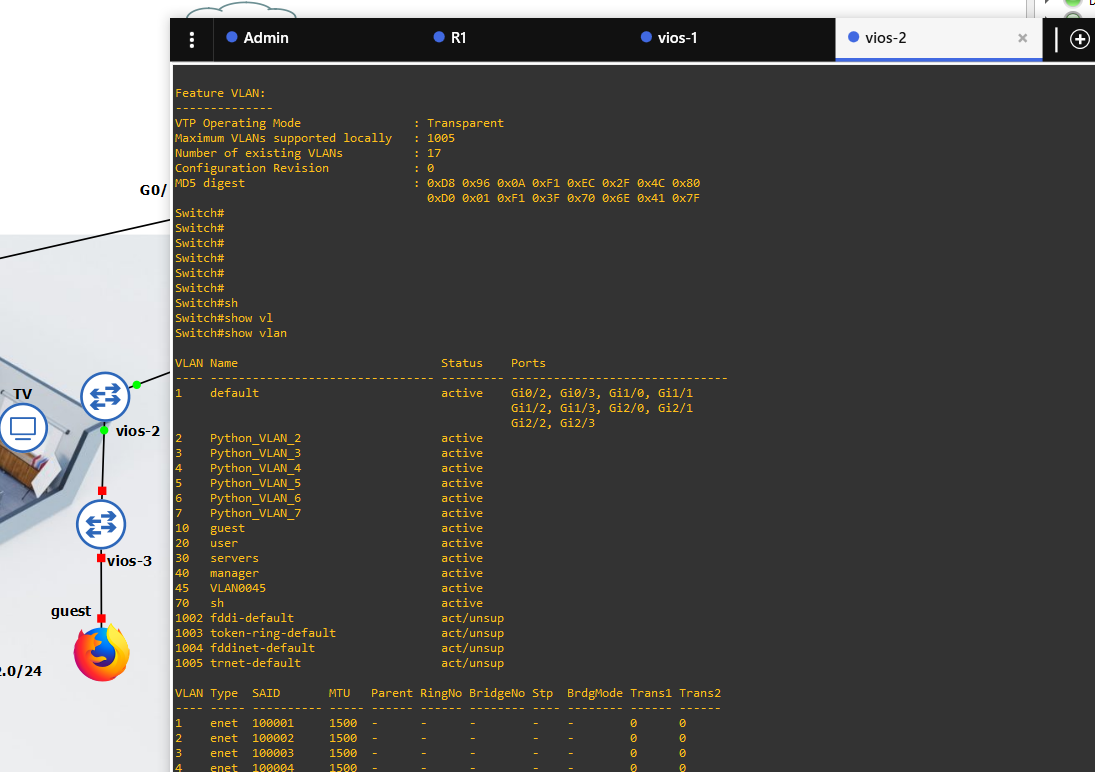 Admin
R1
vios-1
vios-2
Feature VLAN:
--------------
VTP Operating Mode                : Transparent
Maximum VLANs supported locally   : 1005
Number of existing VLANs          : 17
Configuration Revision            : 0
MD5 digest                        : 0xD8 0x96 0x0A 0xF1 0xEC 0x2F 0x4C 0x80
0xD0 0x01 0xF1 0x3F 0x70 0x6E 0x41 0x7F
Switch#
Switch#
Switch#
Switch#
Switch#
Switch#
Switch#sh
Switch#show vl
Switch#show vlan
VLAN Name                             Status    Ports
---- -------------------------------- --------- -------------------------------
1    default                          active    Gi0/2, Gi0/3, Gi1/0, Gi1/1
Gi1/2, Gi1/3, Gi2/0, Gi2/1
Gi2/2, Gi2/3
2    Python_VLAN_2                    active
3    Python_VLAN_3                    active
4    Python_VLAN_4                    active
5    Python_VLAN_5                    active
6    Python_VLAN_6                    active
7    Python_VLAN_7                    active
10   guest                            active
20   user                             active
30   servers                          active
40   manager                          active
45   VLAN0045                         active
70   sh                               active
1002 fddi-default                     act/unsup
1003 token-ring-default               act/unsup
1004 fddinet-default                  act/unsup
1005 trnet-default                    act/unsup
VLAN Type  SAID       MTU   Parent RingNo BridgeNo Stp  BrdgMode Trans1 Trans2
---- ----- ---------- ----- ------ ------ -------- ---- -------- ------ ------
1    enet  100001     1500  -      -      -        -    -        0      0
2    enet  100002     1500  -      -      -        -    -        0      0
3    enet  100003     1500  -      -      -        -    -        0      0
4    enet  100004     1500  -      -      -        -    -        0      0
G0/
TV
vios-2
vios-3
guest
2.0/24